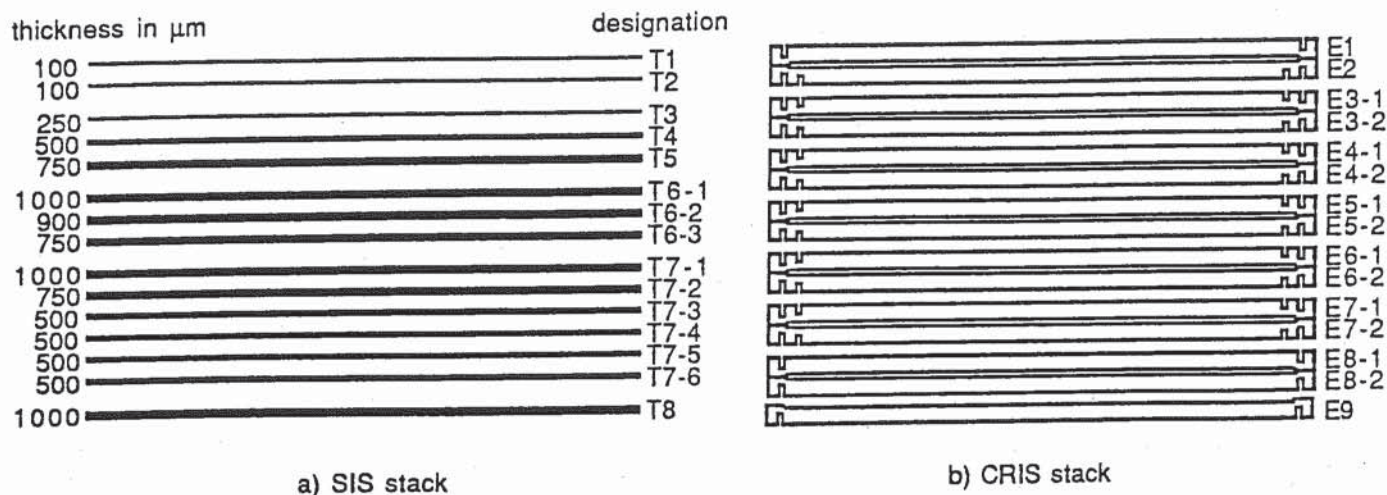 thickness in µm designation
100 T1
100 T2
250 T3
500 T4
750 T5
1000 T6-1
900 T6-2
750 T6-3
1000 T7-1
750 T7-2
500 T7-3
500 T7-4
500 T7-5
500 T7-6
1000 T8
a) SIS stack
E1
E2
E3-1
E3-2
E4-1
E4-2
E5-1
E5-2
E6-1
E6-2
E7-1
E7-2
E8-1
E8-2
E9
b) CRIS stack